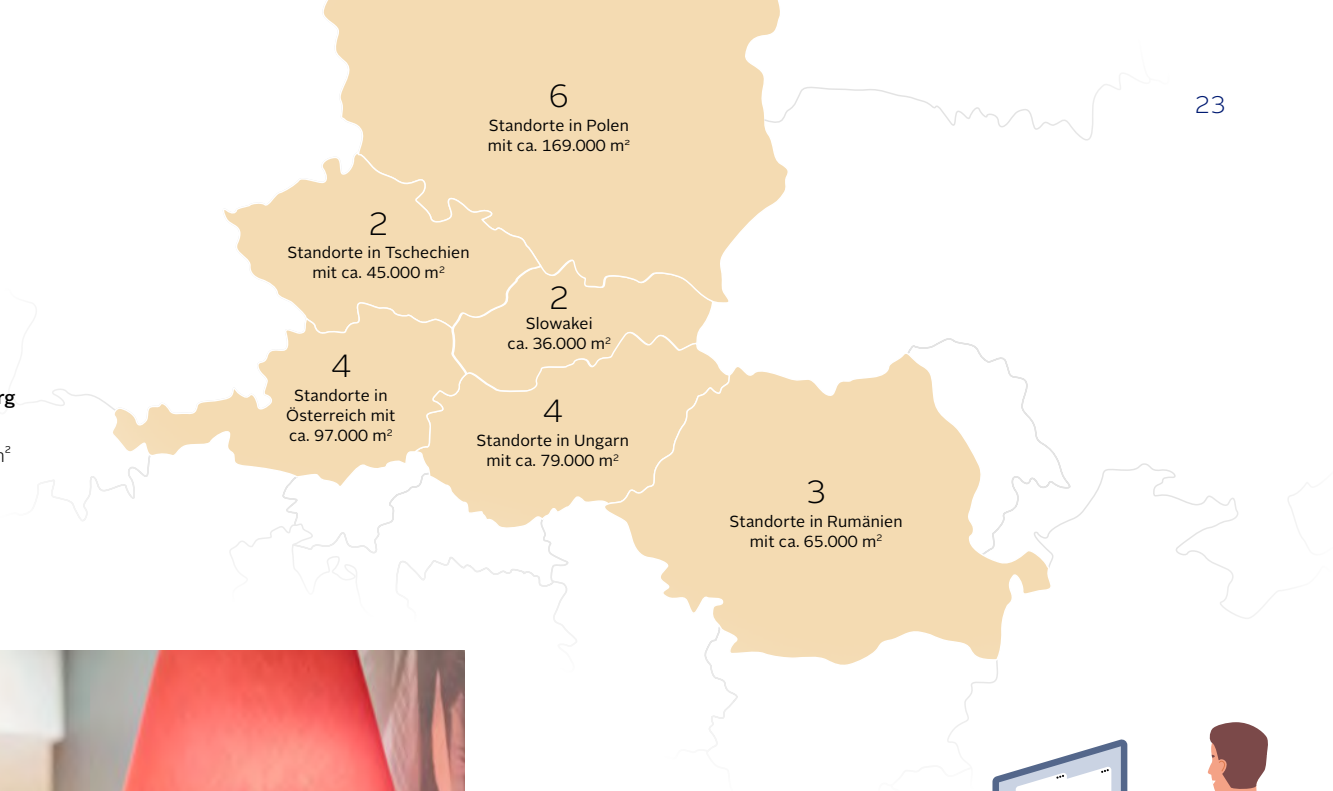 23
6
Standorte in Polen
mit ca. 169.000 m²
2
Standorte in Tschechien
mit ca. 45.000 m²
2
Slowakei
ca. 36.000 m²
4
Standorte in
Österreich mit
ca. 97.000 m²
4
Standorte in Ungarn
mit ca. 79.000 m²
3
Standorte in Rumänien
mit ca. 65.000 m²
rg
m²